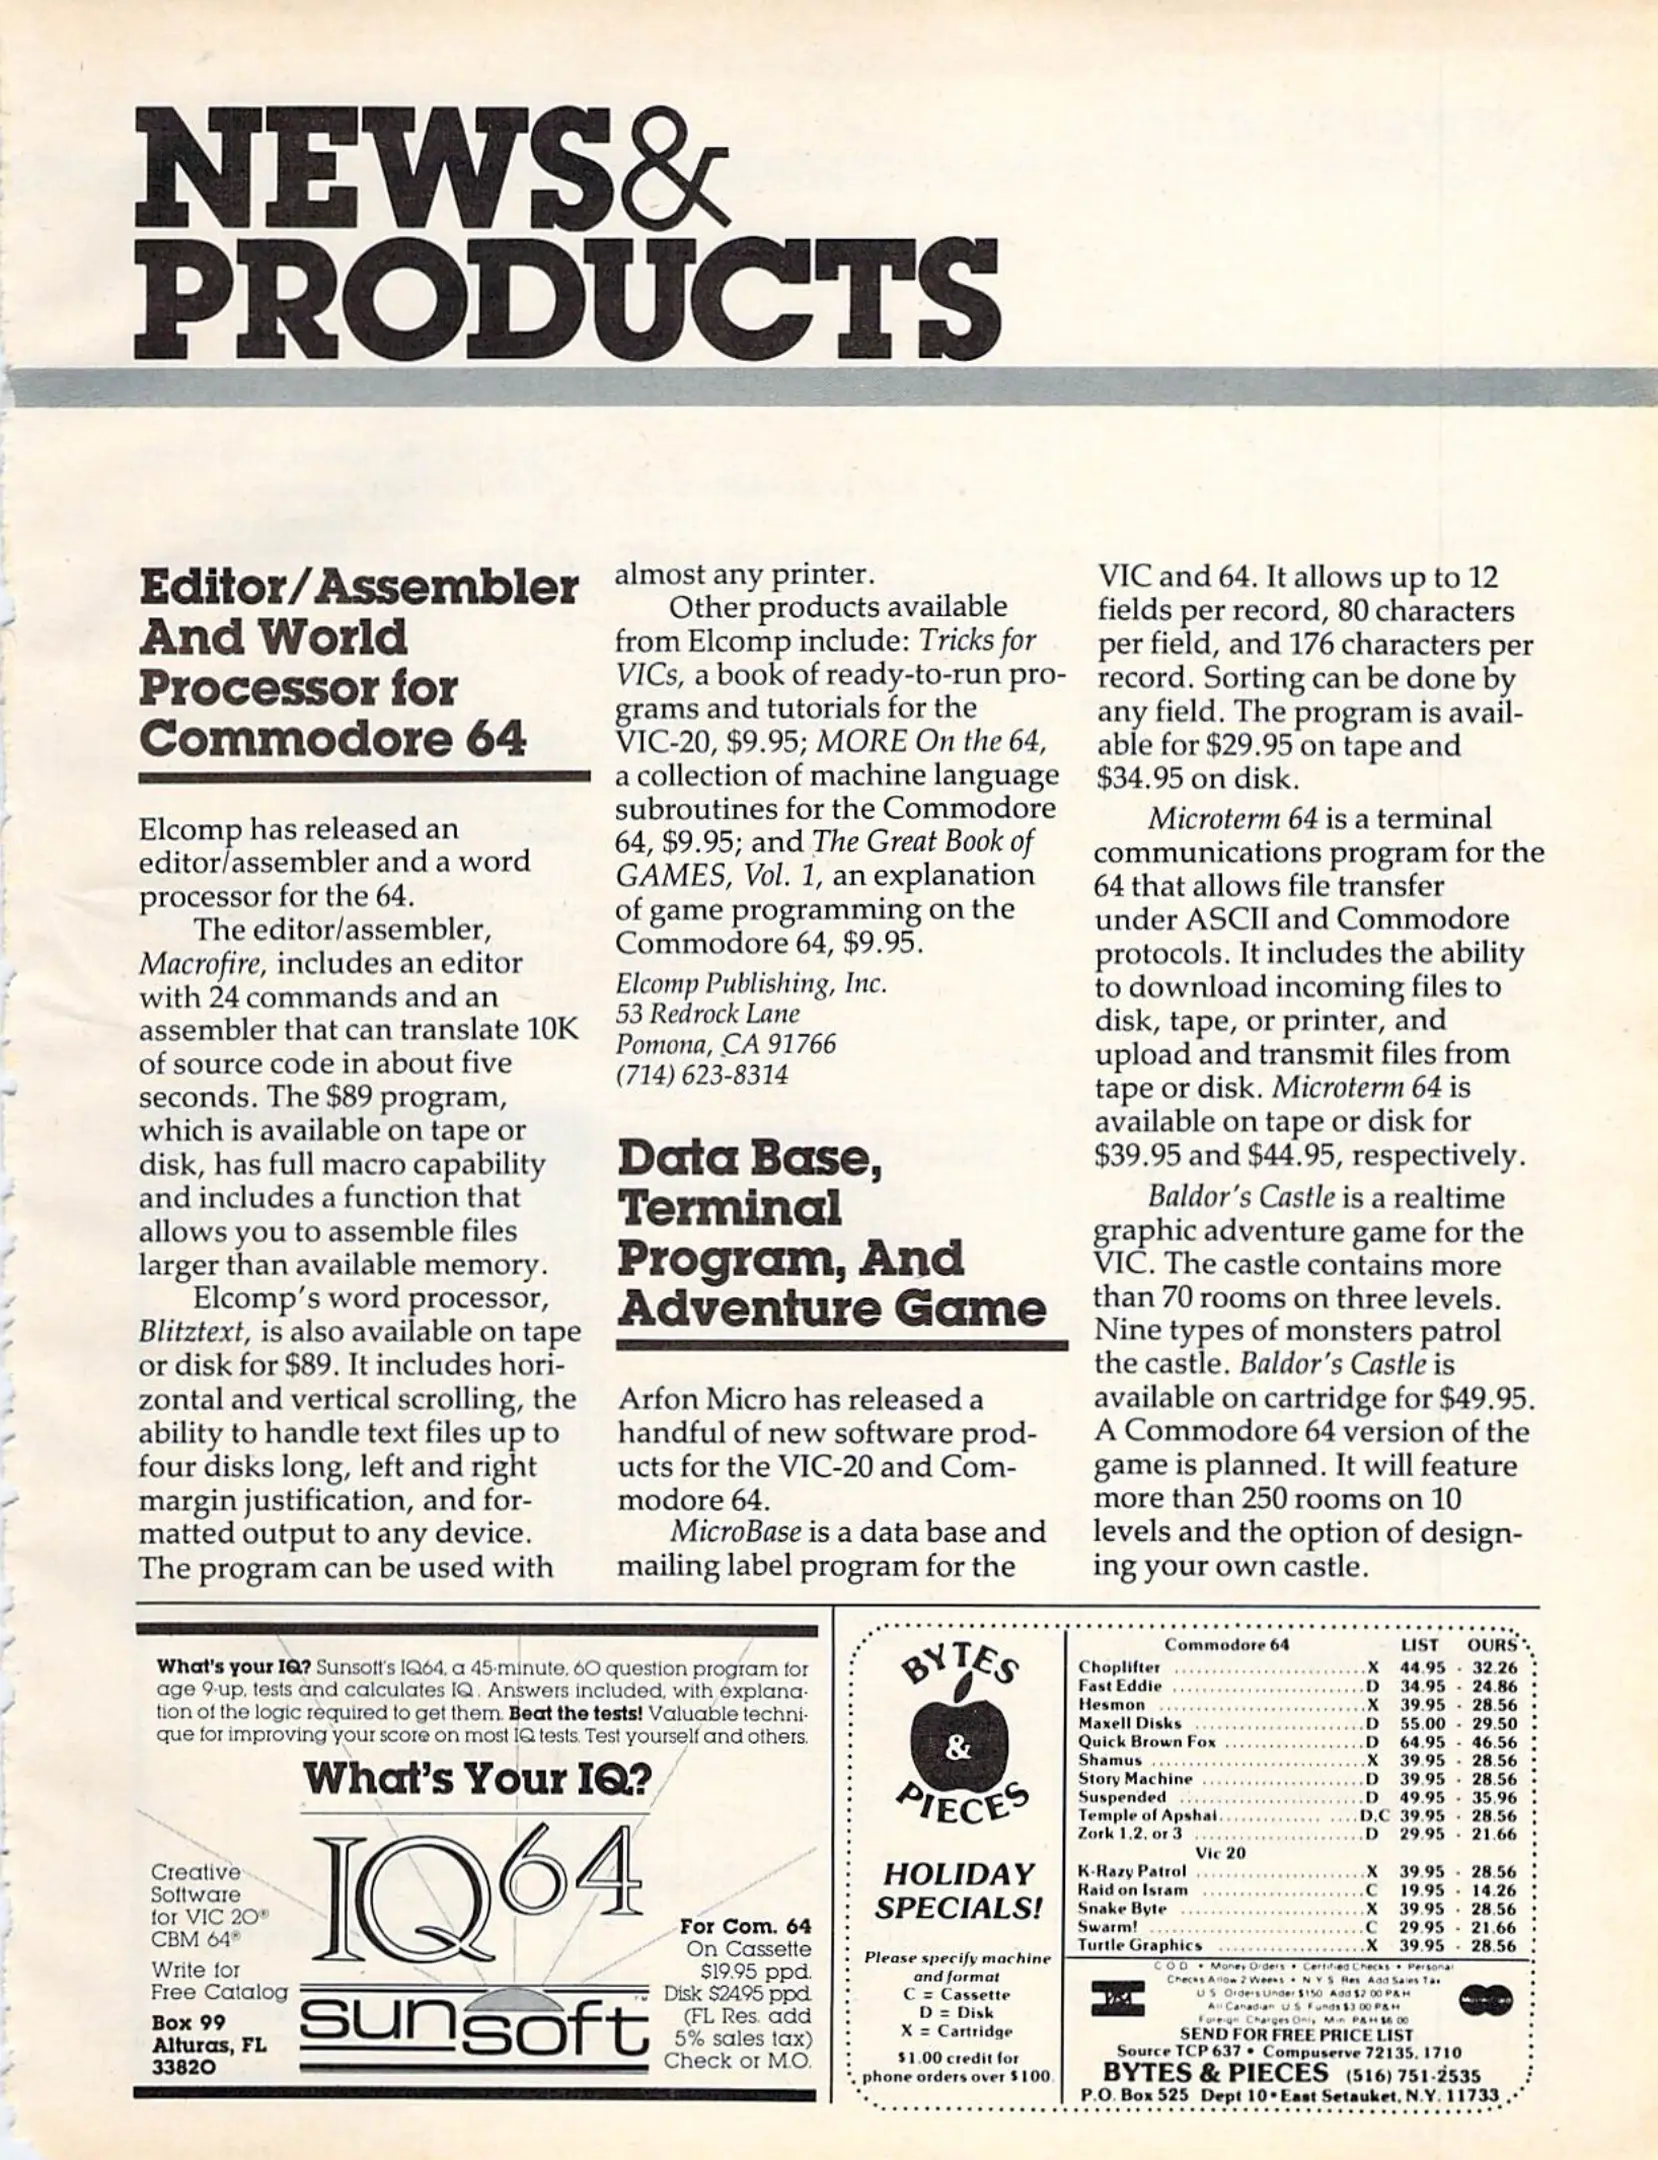 NEWS&
PRODUCTS
Editor/Assembler
And World
Processor for
Commodore 64
Elcomp has released an
editor/assembler and a word
processor for the 64.
The editor/assembler,
Macrofire, includes an editor
with 24 commands and an
assembler that can translate 10K
of source code in about five
seconds. The $89 program,
which is available on tape or
disk, has full macro capability
and includes a function that
allows you to assemble files
larger than available memory.
Elcomp's word processor,
Blitztext, is also available on tape
or disk for $89. It includes hori-
zontal and vertical scrolling, the
ability to handle text files up to
four disks long, left and right
margin justification, and for-
matted output to any device.
The program can be used with
almost any printer.
Other products available
from Elcomp include: Tricks for
VICs, a book of ready-to-run pro-
grams and tutorials for the
VIC-20, $9.95; MORE On the 64,
a collection of machine language
subroutines for the Commodore
64, $9.95; and The Great Book of
GAMES, Vol. 1, an explanation
of game programming on the
Commodore 64, $9.95.
Elcomp Publishing, Inc.
53 Redrock Lane
Pomona, CA 91766
(714) 623-8314
Data Base,
Terminal
Program, And
Adventure Game
Arfon Micro has released a
handful of new software prod-
ucts for the VIC-20 and Com-
modore 64.
MicroBase is a data base and
mailing label program for the
VIC and 64. It allows up to 12
fields per record, 80 characters
per field, and 176 characters per
record. Sorting can be done by
any field. The program is avail-
able for $29.95 on tape and
$34.95 on disk.
Microterm 64 is a terminal
communications program for the
64 that allows file transfer
under ASCII and Commodore
protocols. It includes the ability
to download incoming files to
disk, tape, or printer, and
upload and transmit files from
tape or disk. Microterm 64 is
available on tape or disk for
$39.95 and $44.95, respectively.
Baldor's Castle is a realtime
graphic adventure game for the
VIC. The castle contains more
than 70 rooms on three levels.
Nine types of monsters patrol
the castle. Baldor's Castle is
available on cartridge for $49.95.
A Commodore 64 version of the
game is planned. It will feature
more than 250 rooms on 10
levels and the option of design-
ing your own castle.
What's your IQ? Sunsoft's IQ64, a 45-minute, 60 question program for
age 9-up, tests and calculates IQ. Answers included, with explana-
tion of the logic required to get them. Beat the tests! Valuable techni-
que for improving your score on most IQ tests. Test yourself and others.
What's Your IQ?
IQ64
Creative
Software
for VIC 20®
CBM 64®
Write for
Free Catalog
Box 99
Alturas, FL
33820
sunsoft
For Com. 64
On Cassette
$19.95 ppd.
Disk $24.95 ppd
(FL Res. add
5% sales tax)
Check or M.O.
BYTES
&
PIECES
HOLIDAY
SPECIALS!
Please specify machine
and format
C = Cassette
D = Disk
X = Cartridge
$1.00 credit for
phone orders over $100
Commodore 64 LIST OURS
Choplifter X 44.95 - 32.26
Fast Eddie D 34.95 - 24.86
Hesmon X 39.95 - 28.56
Maxell Disks D 55.00 - 29.50
Quick Brown Fox D 64.95 - 46.56
Shamus X 39.95 - 28.56
Story Machine D 39.95 - 28.56
Suspended D 49.95 - 35.96
Temple of Apshai D,C 39.95 - 28.56
Zork 1,2, or 3 D 29.95 - 21.66
Vic 20
K-Razy Patrol X 39.95 - 28.56
Raid on Isram C 19.95 - 14.26
Snake Byte X 39.95 - 28.56
Swarm! C 29.95 - 21.66
Turtle Graphics X 39.95 - 28.56
C O D • Money Orders • Certified Checks • Personal
Checks Allow 2 Weeks • N Y S Res Add Sales Tax
U S Orders Under $150 Add $2 00 P&H
All Canadian U S Funds $3 00 P&H
Foreign Charges Only, Min P&H $6 00
SEND FOR FREE PRICE LIST
Source TCP 637 • Compuserve 72135, 1710
BYTES & PIECES (516) 751-2535
P.O. Box 525 Dept 10 • East Setauket, N.Y. 11733